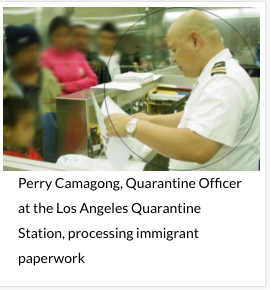 Perry Camagong, Quarantine Officer
at the Los Angeles Quarantine
Station, processing immigrant
paperwork